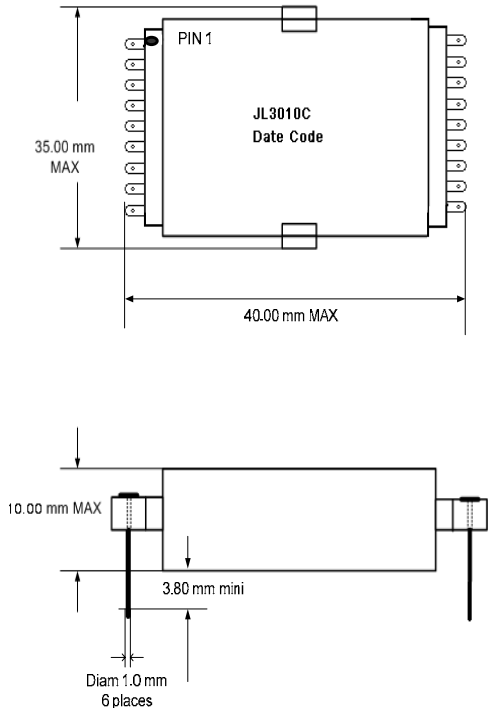 PIN 1
JL3010C
Date Code
35.00 mm
MAX
40.00 mm MAX
10.00 mm MAX
3.80 mm mini
Diam 1.0 mm
6 places